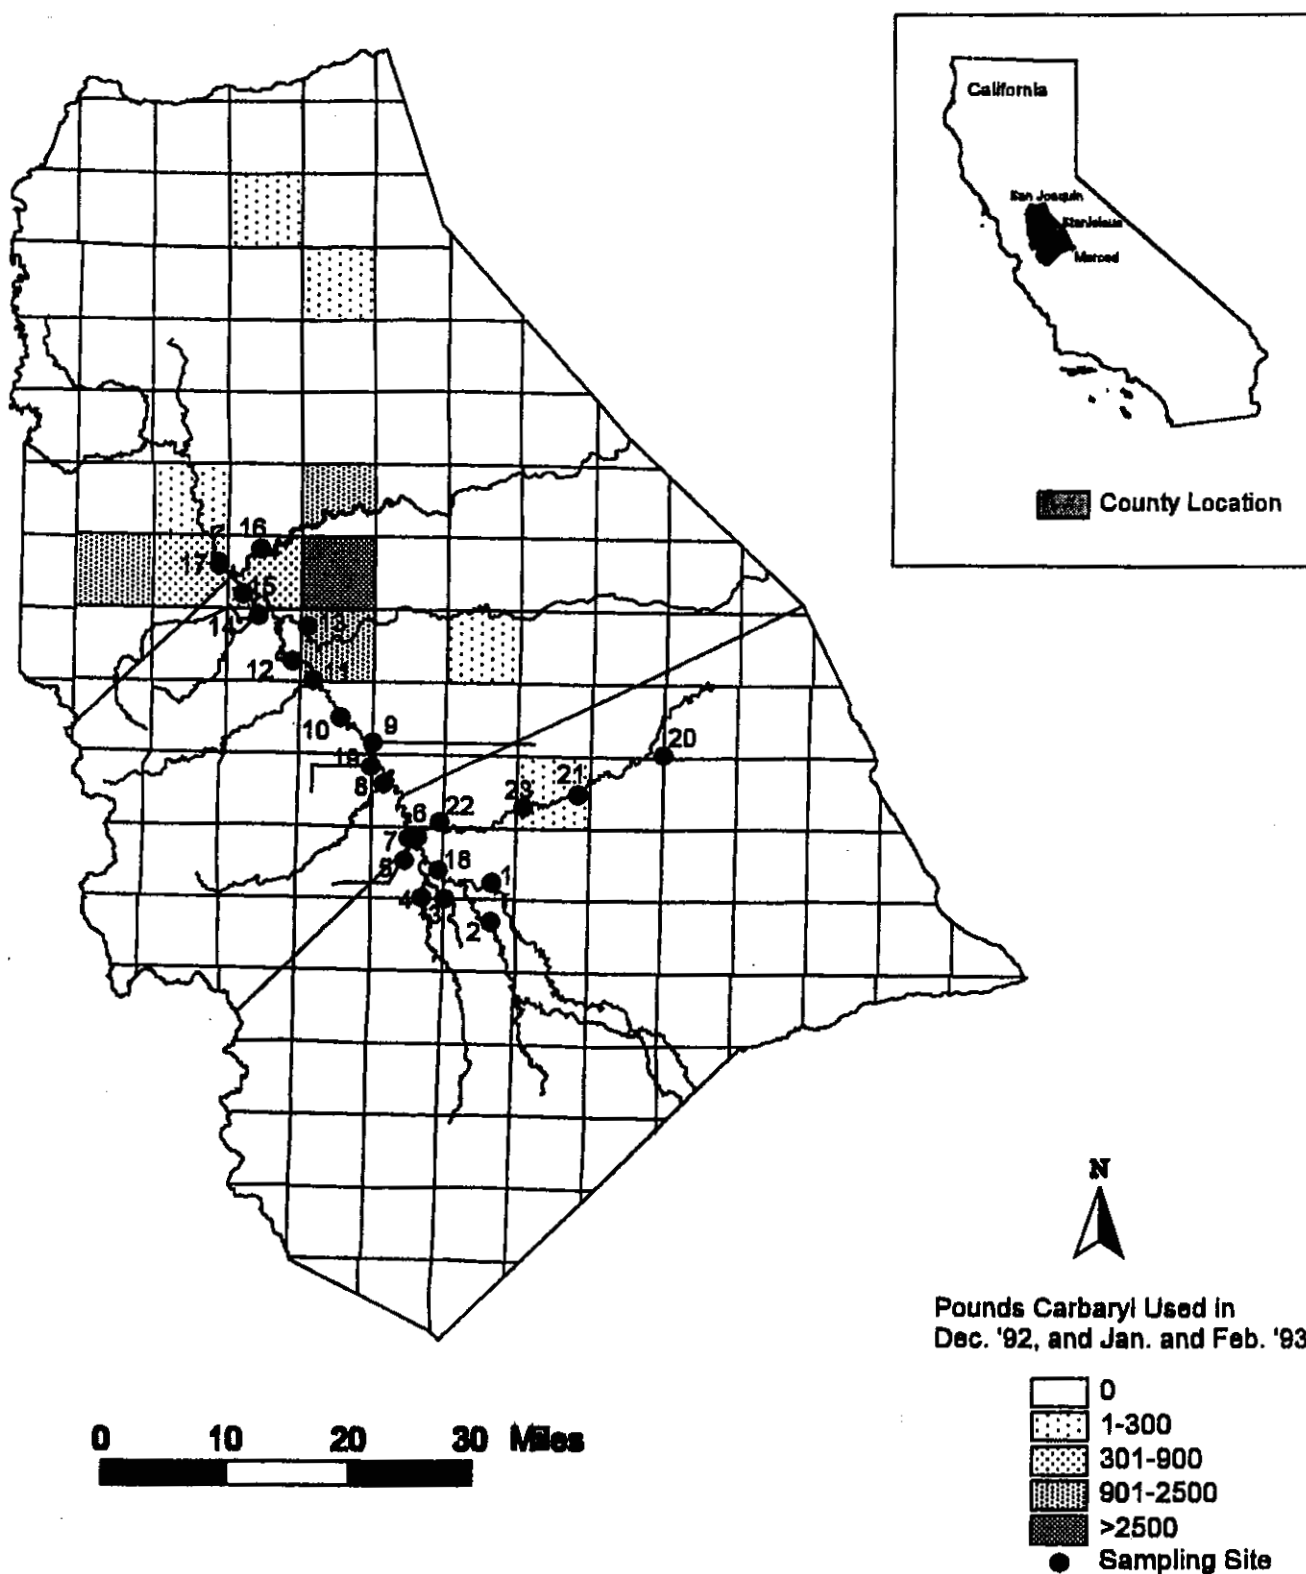 California
San Joaquin
Stanislaus
Merced
County Location
16
17
15
14
13
12
11
10
9
19
8
20
21
23
22
6
7
5
18
1
4
3
2
N
Pounds Carbaryl Used in
Dec. '92, and Jan. and Feb. '93
0
1-300
301-900
901-2500
>2500
Sampling Site
0 10 20 30 Miles